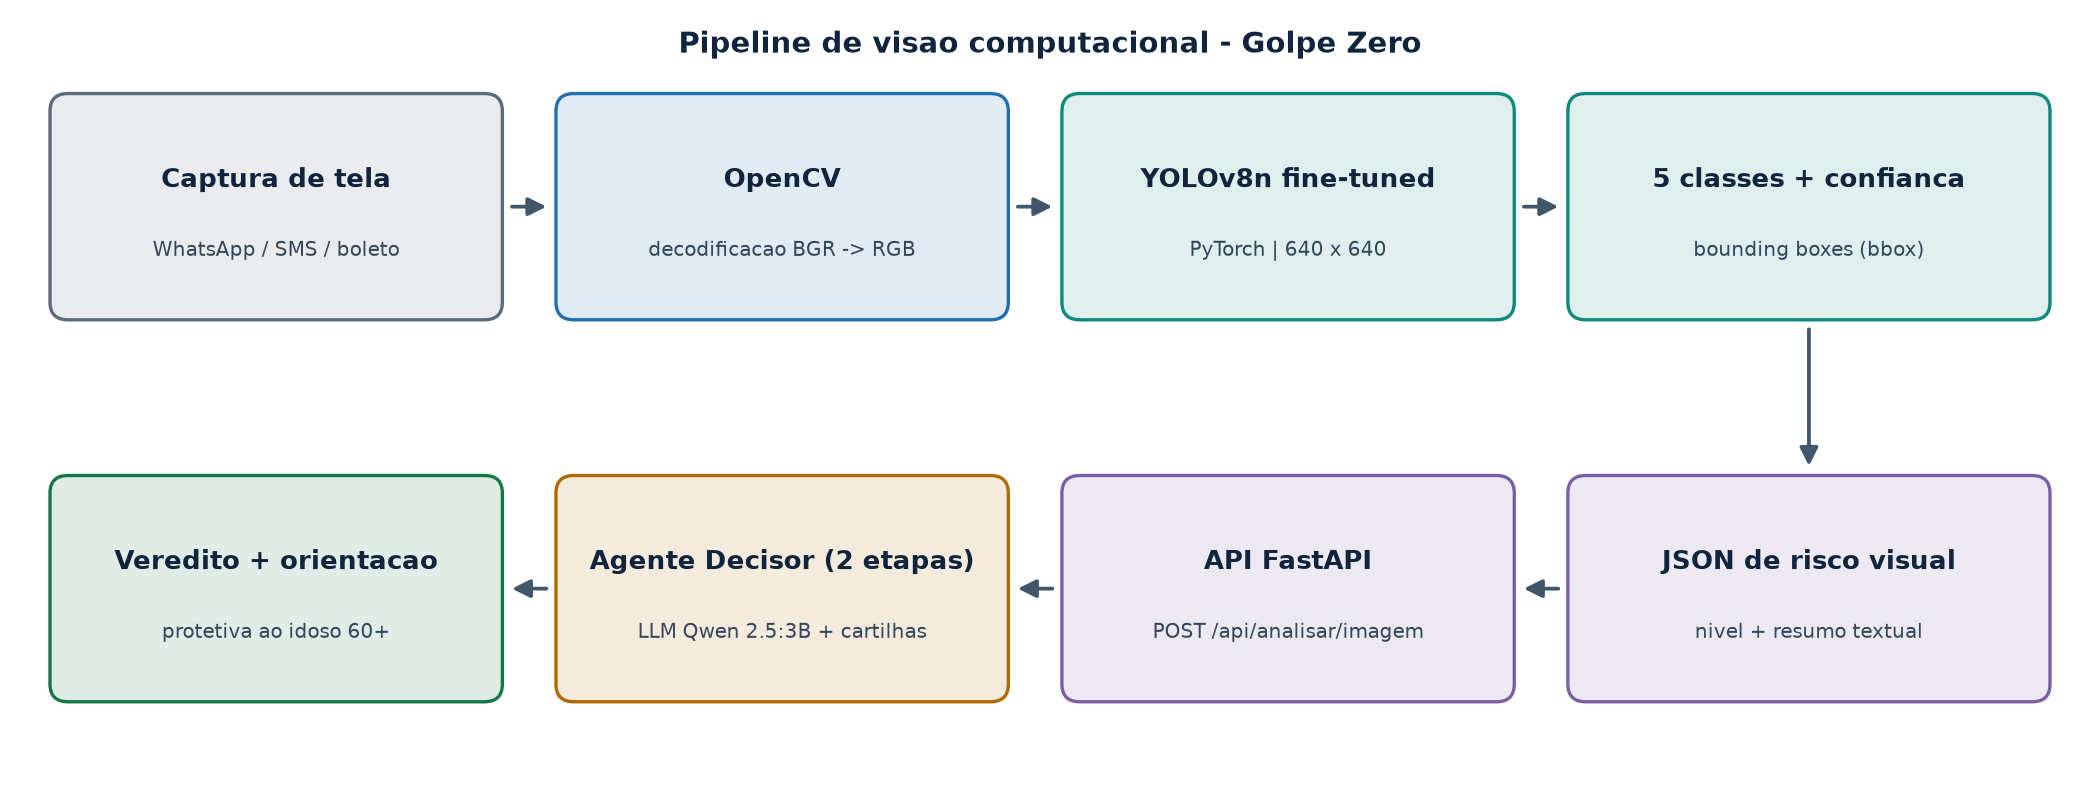 Pipeline de visao computacional - Golpe Zero
Captura de tela
WhatsApp / SMS / boleto
OpenCV
decodificacao BGR -> RGB
YOLOv8n fine-tuned
PyTorch | 640 x 640
5 classes + confianca
bounding boxes (bbox)
JSON de risco visual
nivel + resumo textual
API FastAPI
POST /api/analisar/imagem
Agente Decisor (2 etapas)
LLM Qwen 2.5:3B + cartilhas
Veredito + orientacao
protetiva ao idoso 60+